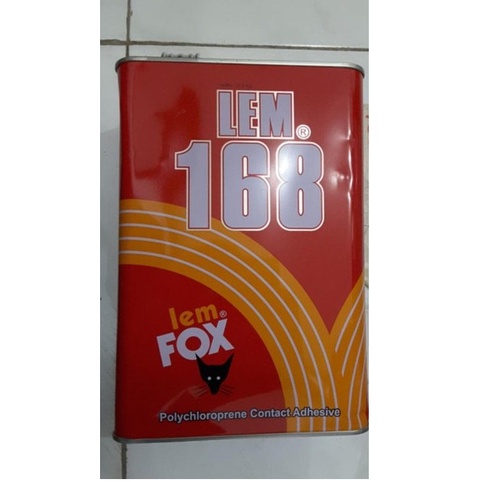 LEM®
168
lem®
FOX
Polychloroprene Contact Adhesive